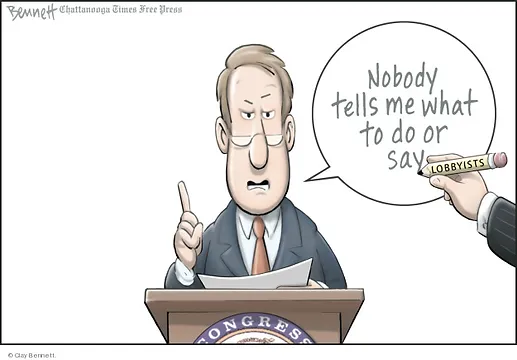 Bennett Chattanooga Times Free Press
Nobody
tells me what
to do or
say
LOBBYISTS
CONGRESS
© Clay Bennett.